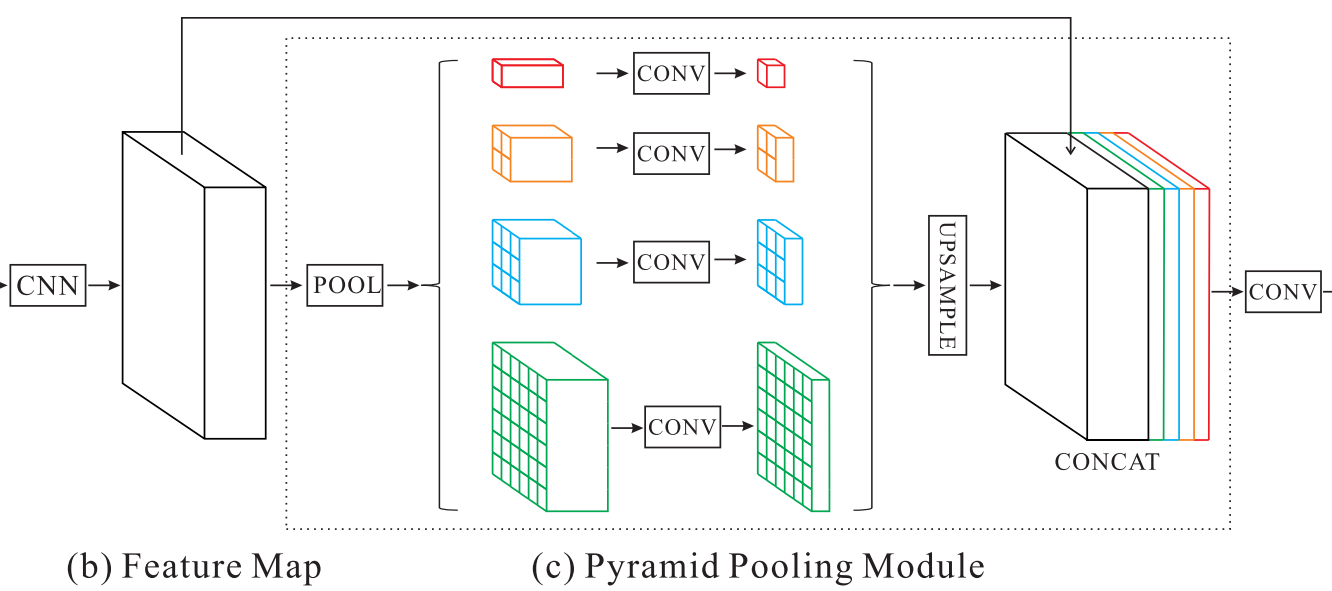 CNN
POOL
CONV
CONV
CONV
CONV
UPSAMPLE
CONCAT
CONV
(b) Feature Map
(c) Pyramid Pooling Module